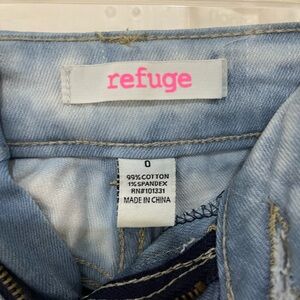 refuge
0
99%COTTON
1%SPANDEX
RN#101331
MADE IN CHINA